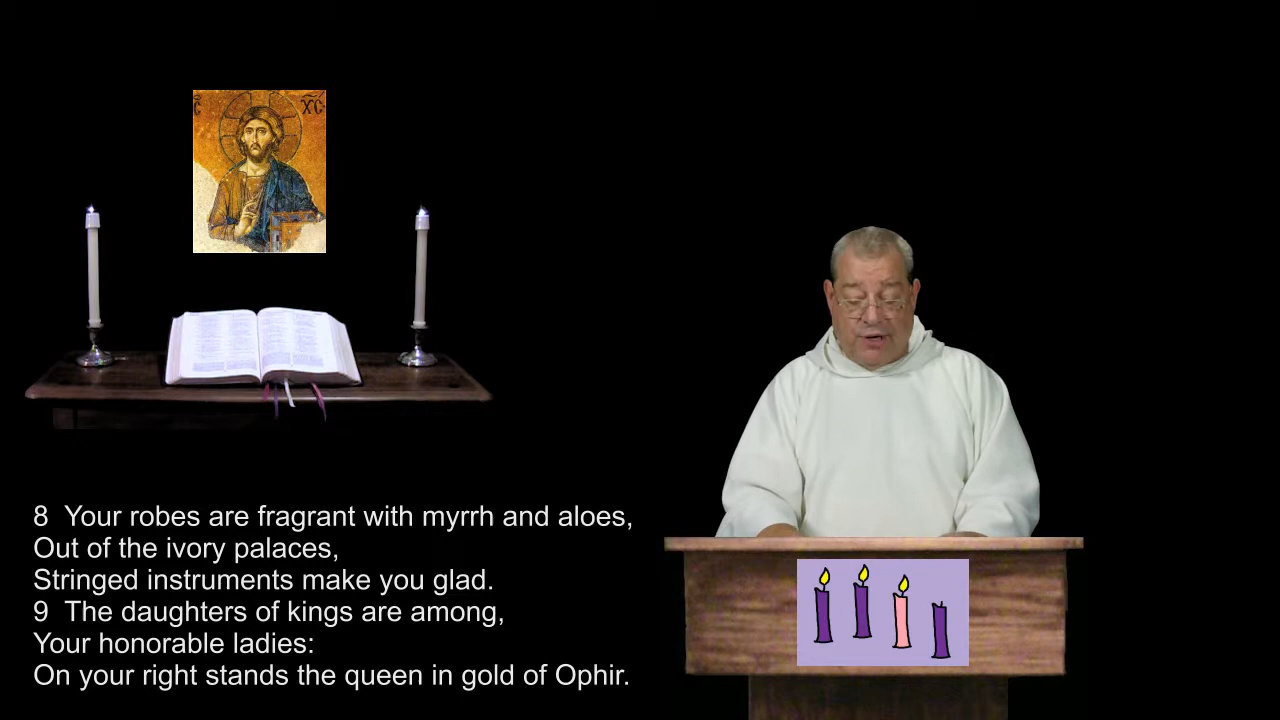 ΧC
8 Your robes are fragrant with myrrh and aloes,
Out of the ivory palaces,
Stringed instruments make you glad.
9 The daughters of kings are among,
Your honorable ladies:
On your right stands the queen in gold of Ophir.